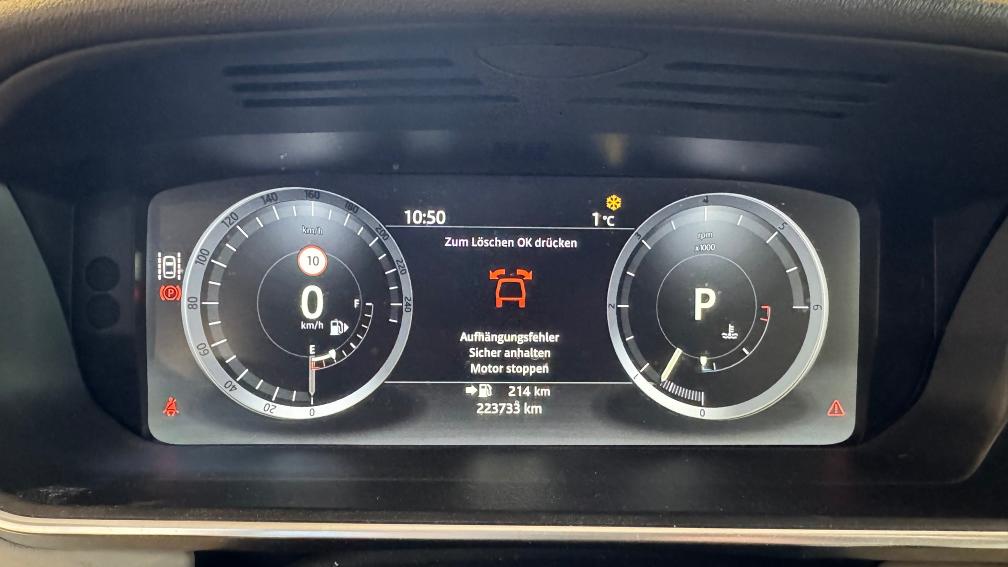 10:50
1 °C
Zum Löschen OK drücken
Aufhängungsfehler
Sicher anhalten
Motor stoppen
214 km
223733 km
km/h
10
0
km/h
F
E
0
20
40
60
80
100
120
140
160
180
200
220
240
P
rpm
x1000
P
0
2
3
4
5
6